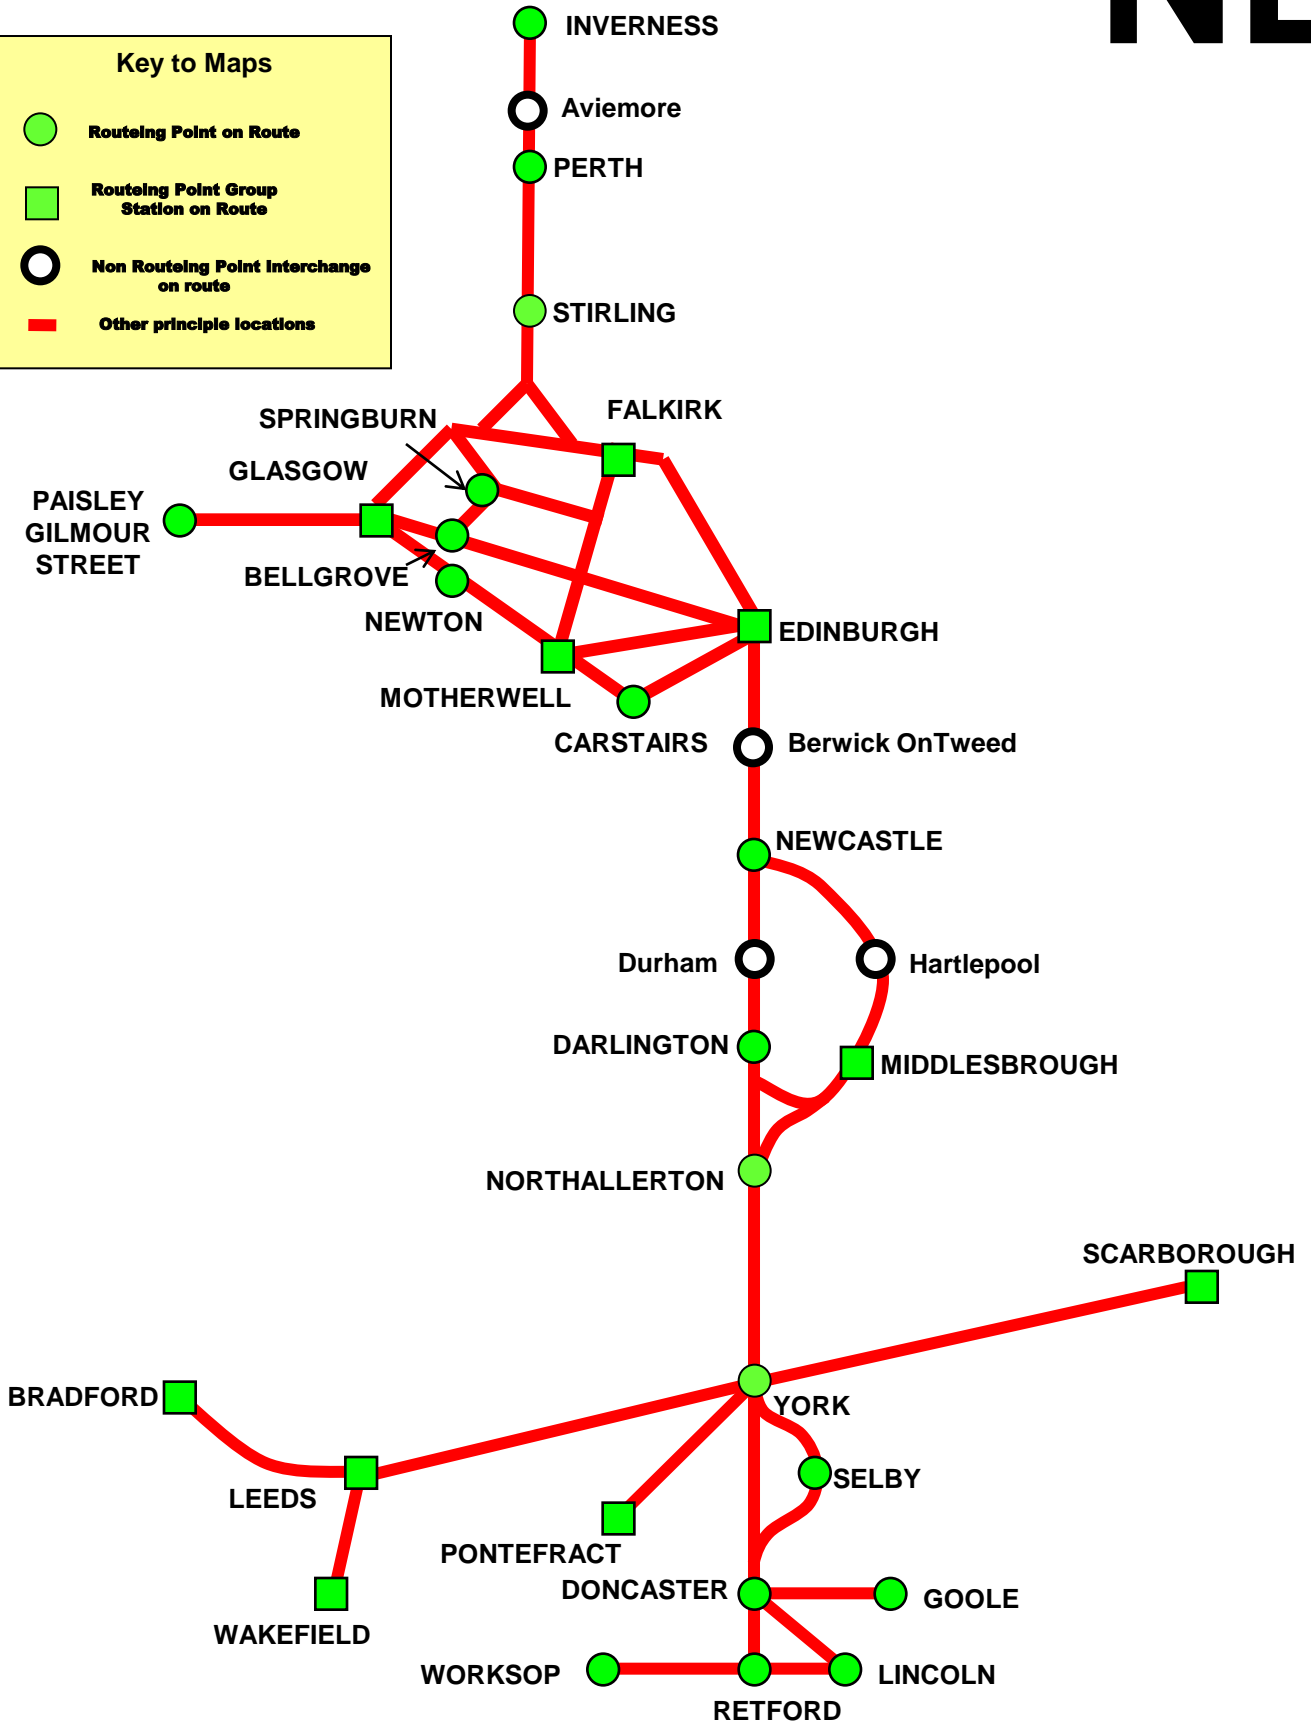 INVERNESS
Key to Maps
Aviemore
Routeing Point on Route
PERTH
Routeing Point Group
Station on Route
Non Routeing Point Interchange
on route
STIRLING
Other principle locations
FALKIRK
SPRINGBURN
GLASGOW
PAISLEY
GILMOUR
STREET
BELLGROVE
NEWTON
EDINBURGH
MOTHERWELL
CARSTAIRS
Berwick OnTweed
NEWCASTLE
Durham
Hartlepool
DARLINGTON
MIDDLESBROUGH
NORTHALLERTON
SCARBOROUGH
BRADFORD
YORK
SELBY
LEEDS
PONTEFRACT
DONCASTER
GOOLE
WAKEFIELD
WORKSOP
LINCOLN
RETFORD